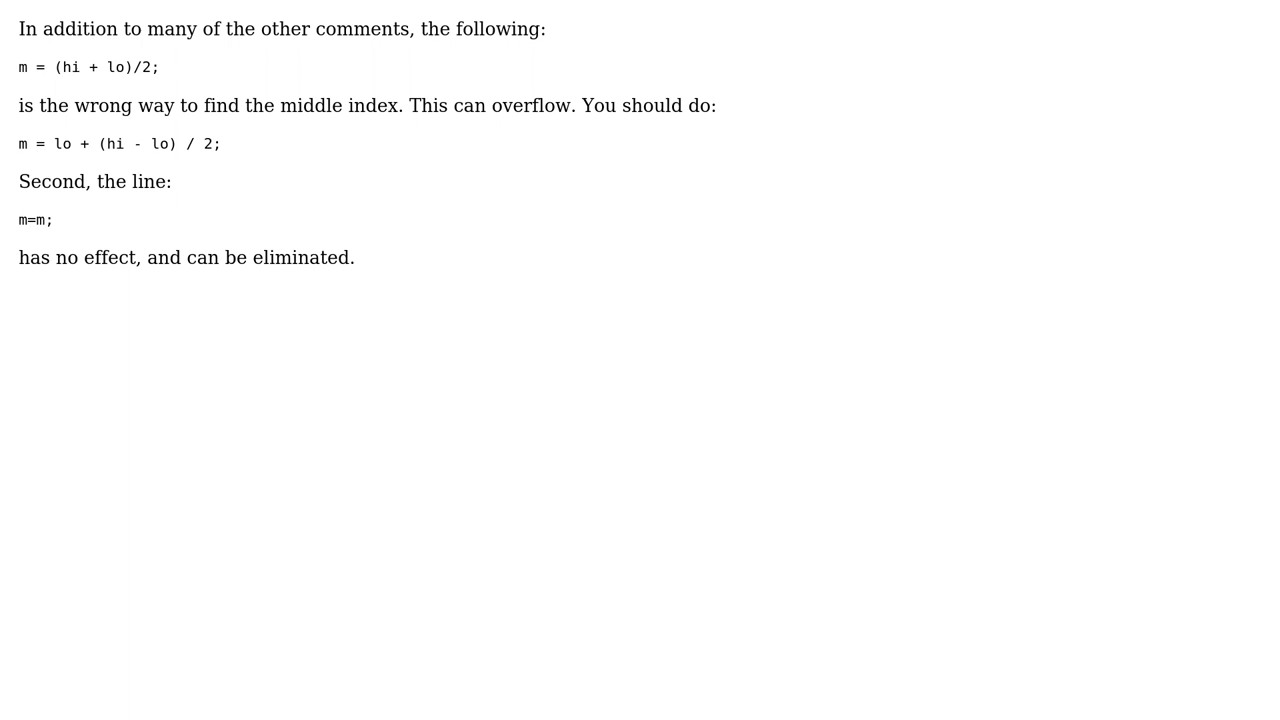 In addition to many of the other comments, the following:
m = (hi + lo)/2;
is the wrong way to find the middle index. This can overflow. You should do:
m = lo + (hi - lo) / 2;
Second, the line:
m=m;
has no effect, and can be eliminated.